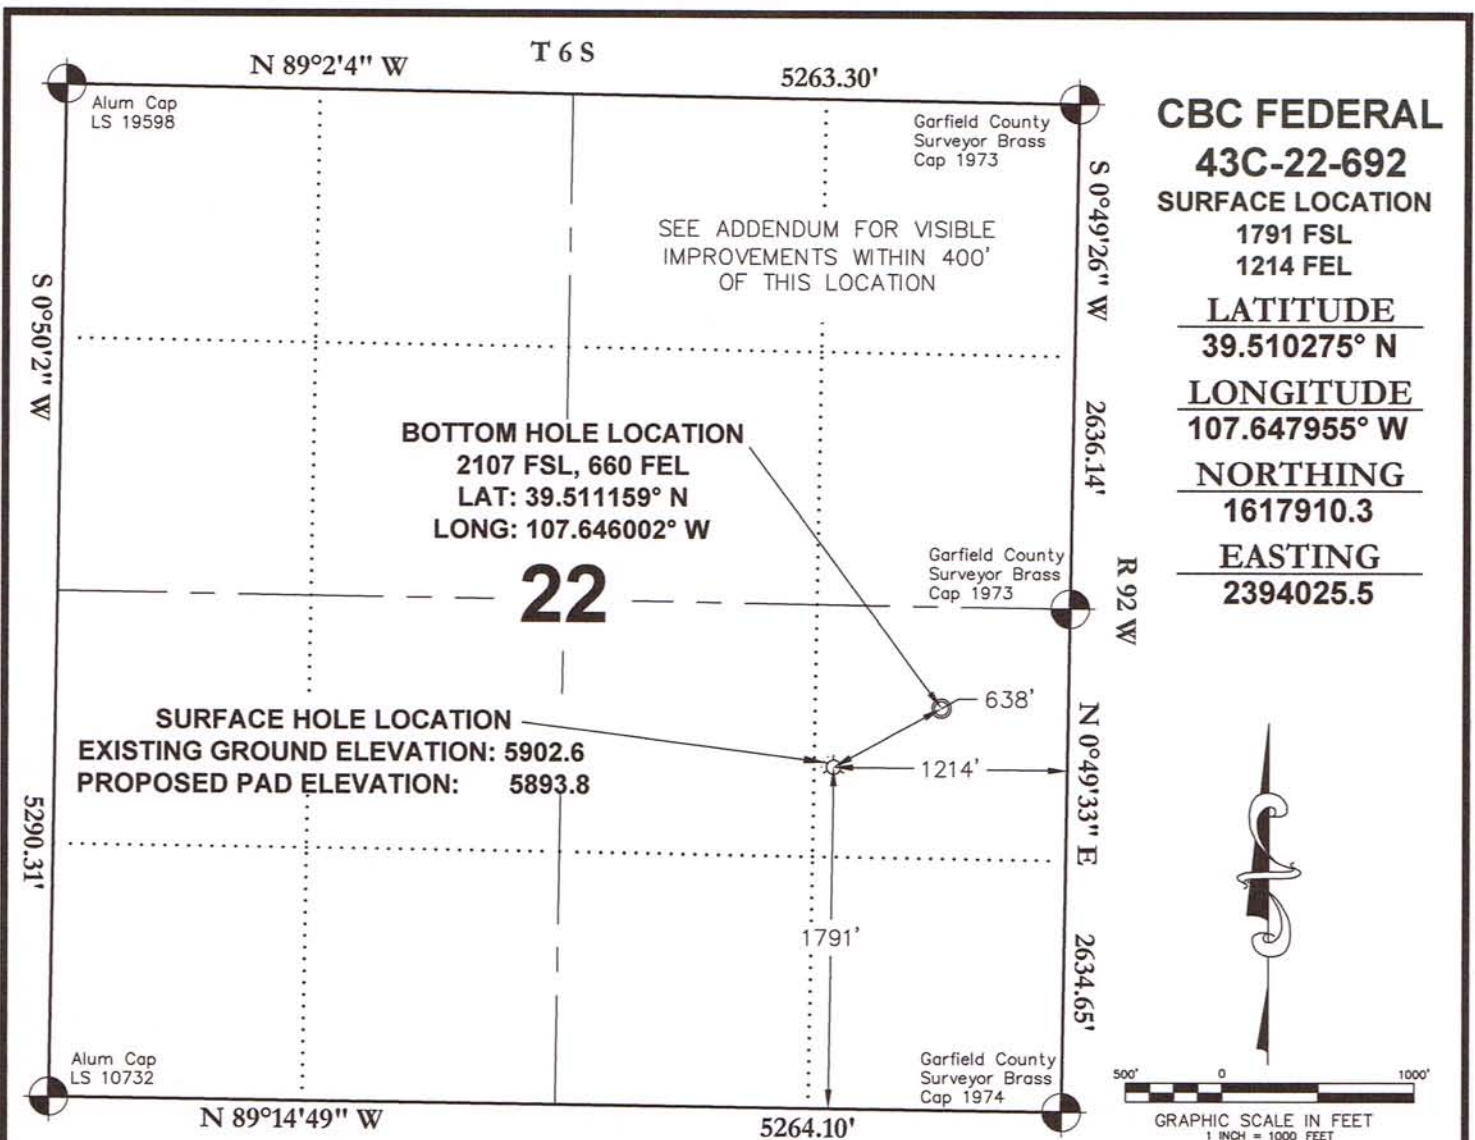 T 6 S
N 89°2'4" W
5263.30'
Alum Cap
LS 19598
Garfield County
Surveyor Brass
Cap 1973
CBC FEDERAL
43C-22-692
SURFACE LOCATION
1791 FSL
1214 FEL
LATITUDE
39.510275° N
LONGITUDE
107.647955° W
NORTHING
1617910.3
EASTING
2394025.5
S 0°49'26" W
2636.14'
SEE ADDENDUM FOR VISIBLE
IMPROVEMENTS WITHIN 400'
OF THIS LOCATION
S 0°50'2" W
5290.31'
BOTTOM HOLE LOCATION
2107 FSL, 660 FEL
LAT: 39.511159° N
LONG: 107.646002° W
22
Garfield County
Surveyor Brass
Cap 1973
R 92 W
638'
SURFACE HOLE LOCATION
EXISTING GROUND ELEVATION: 5902.6
PROPOSED PAD ELEVATION: 5893.8
1214'
N 0°49'33" E
2634.65'
1791'
Alum Cap
LS 10732
Garfield County
Surveyor Brass
Cap 1974
N 89°14'49" W
5264.10'
500' 0 1000'
GRAPHIC SCALE IN FEET
1 INCH = 1000 FEET